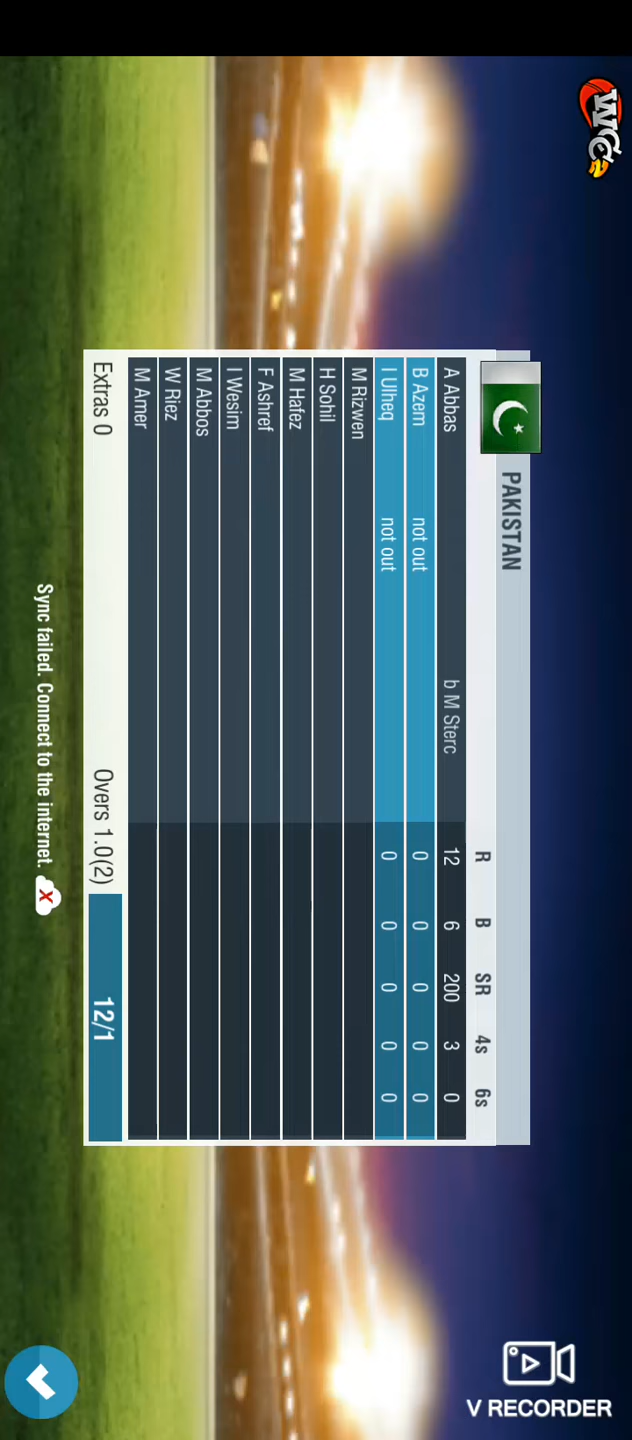 WCC2
PAKISTAN
R B SR 4s 6s
A Abbas b M Sterc 12 6 200 3 0
B Azem not out 0 0 0 0 0
I Ulheq not out 0 0 0 0 0
M Rizwen
H Sohil
M Hafez
F Ashref
I Wesim
M Abbos
W Riez
M Amer
Extras 0 Overs 1.0(2) 12/1
Sync failed. Connect to the internet. X
V RECORDER